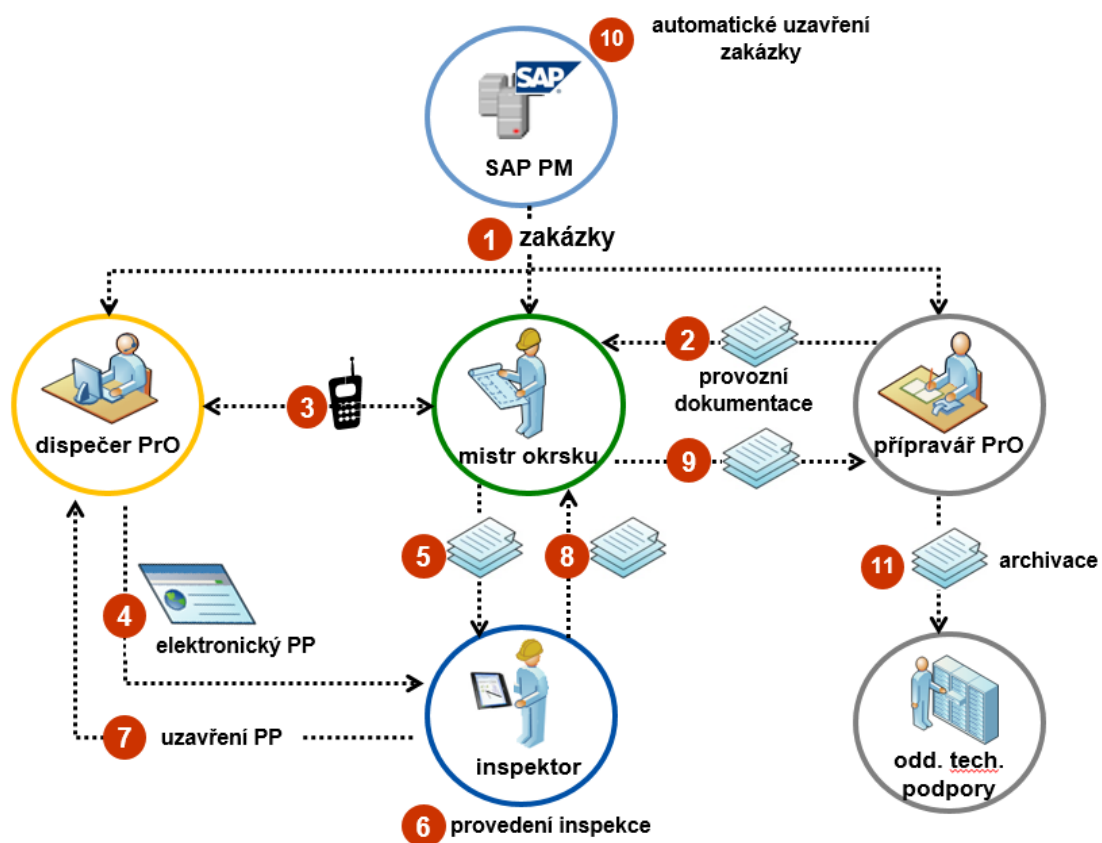 10
automatické uzavření
zakázky
SAP
SAP PM
1 zakázky
2
provozní
dokumentace
3
dispečer PrO
mistr okrsku
přípravář PrO
9
5
8
11
archivace
4
elektronický PP
7
uzavření PP
inspektor
odd. tech.
podpory
6 provedení inspekce